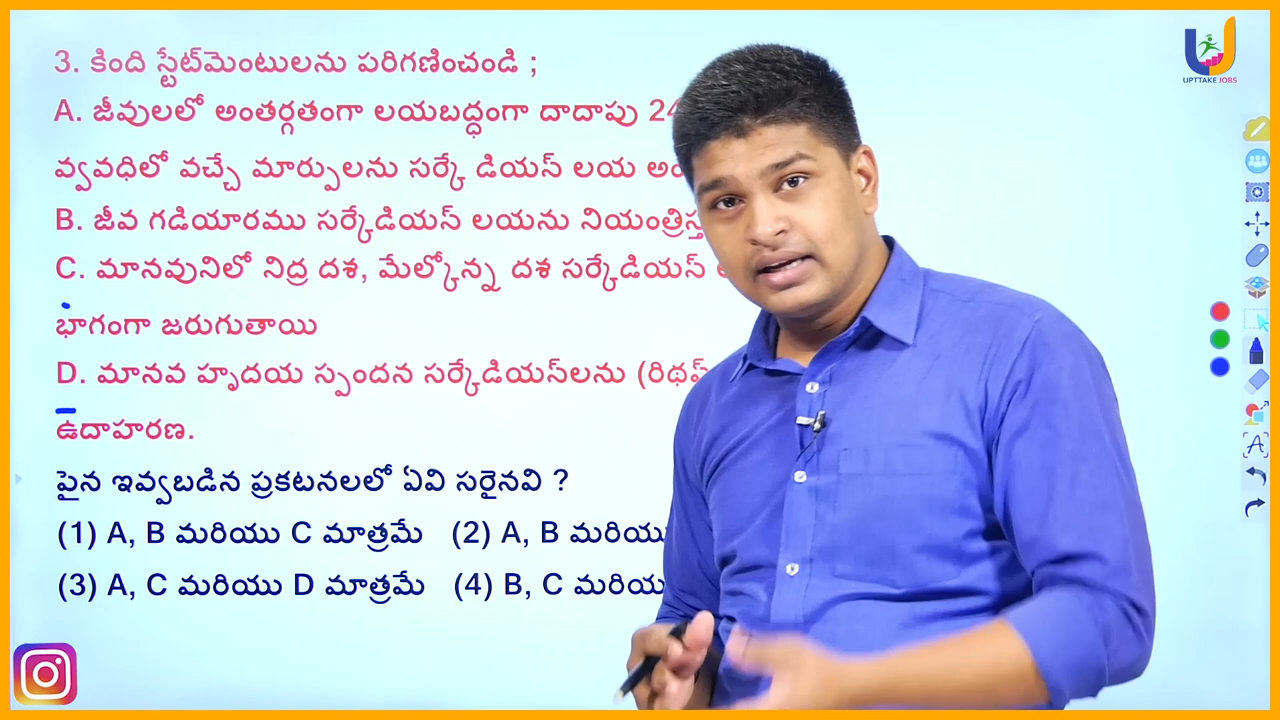 3. కింది స్టేట్‌మెంటులను పరిగణించండి ;
A. జీవులలో అంతర్గతంగా లయబద్ధంగా దాదాపు 24
వ్వవధిలో వచ్చే మార్పులను సర్కే డియస్ లయ
B. జీవ గడియారము సర్కేడియస్ లయను
C. మానవునిలో నిద్ర దశ, మేల్కోన్న దశ సర్కేడియస్
భాగంగా జరుగుతాయి
D. మానవ హృదయ స్పందన సర్కేడియస్‌లను
ఉదాహరణ.
పైన ఇవ్వబడిన ప్రకటనలలో ఏవి సరైనవి ?
(1) A, B మరియు C మాత్రమే (2) A, B మరియు
(3) A, C మరియు D మాత్రమే (4) B, C
UPTTAKE JOBS